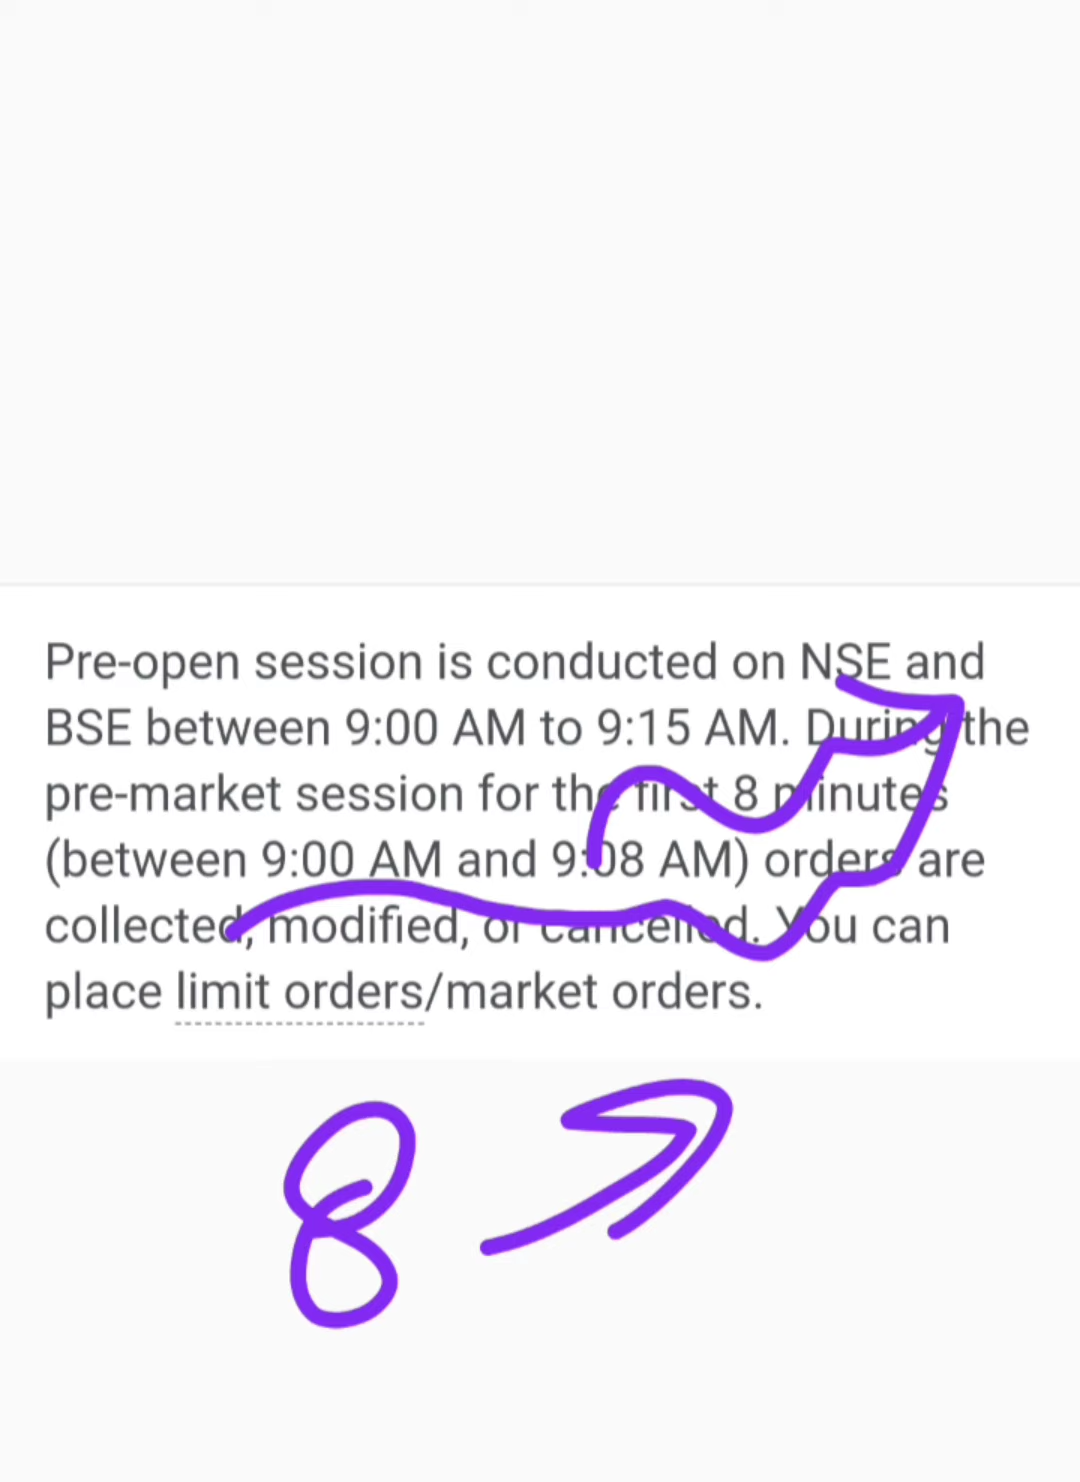 Pre-open session is conducted on NSE and
BSE between 9:00 AM to 9:15 AM. During the
pre-market session for the first 8 minutes
(between 9:00 AM and 9:08 AM) orders are
collected, modified, or cancelled. You can
place limit orders/market orders.
8